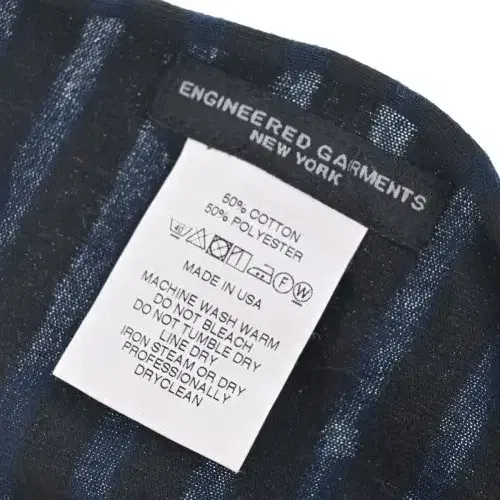 ENGINEERED GARMENTS
NEW YORK
50% COTTON
50% POLYESTER
40 F W
MADE IN USA
MACHINE WASH WARM
DO NOT BLEACH
DO NOT TUMBLE DRY
LINE DRY
IRON STEAM OR DRY
PROFESSIONALLY
DRYCLEAN